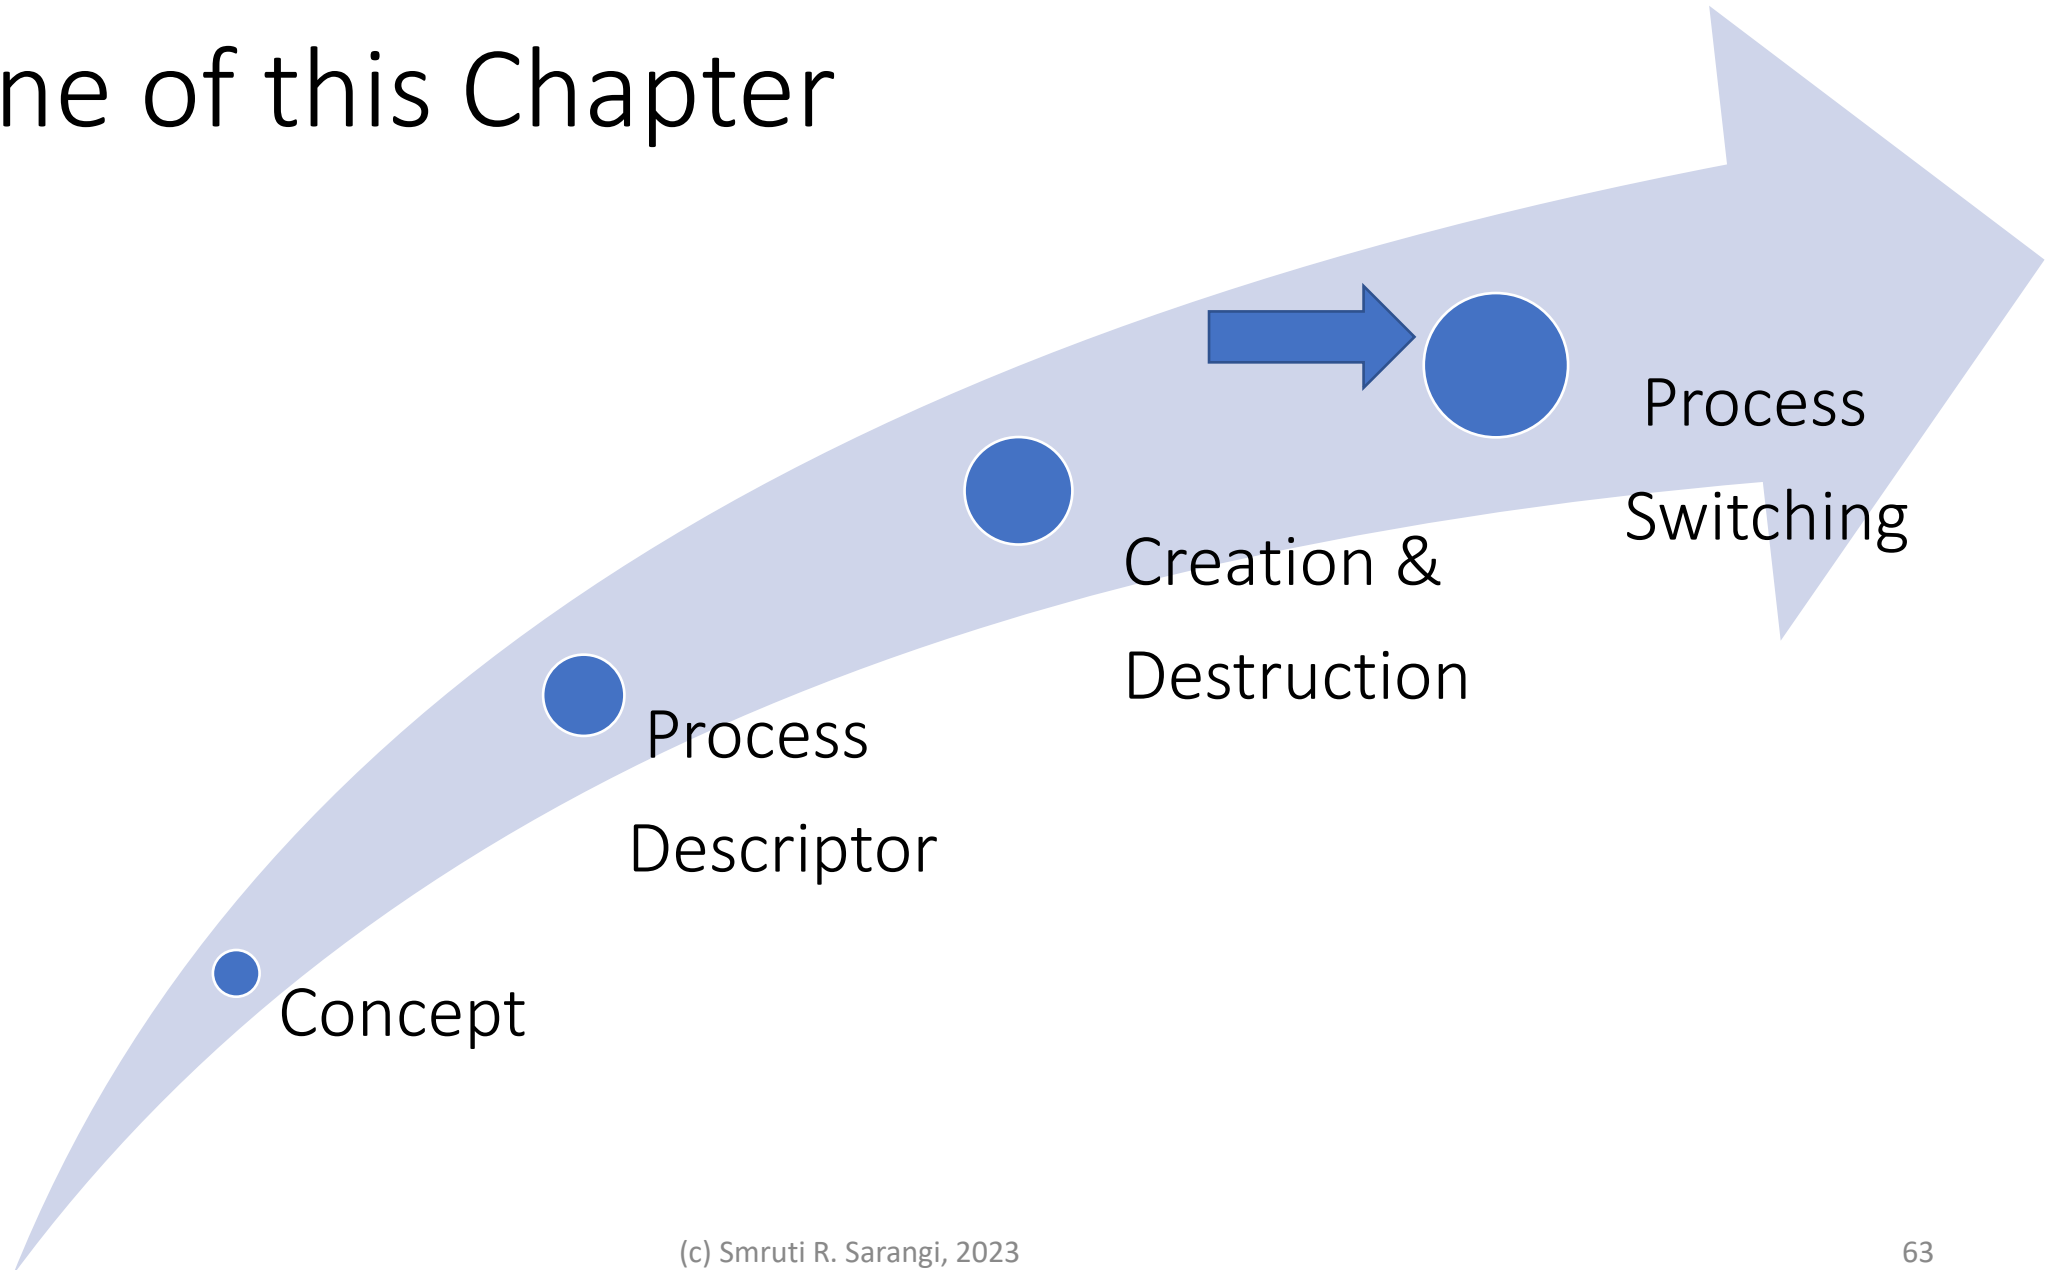 ne of this Chapter
Concept
Process
Descriptor
Creation &
Destruction
Process
Switching
(c) Smruti R. Sarangi, 2023
63